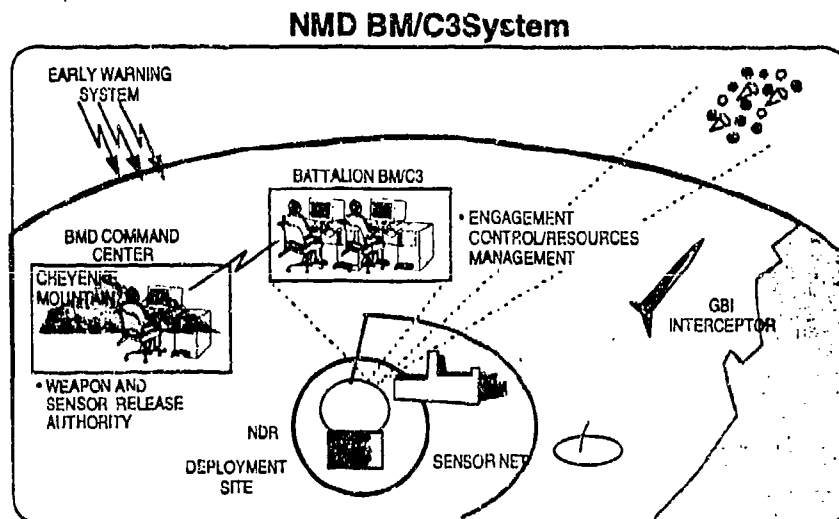 NMD BM/C3System
EARLY WARNING
SYSTEM
BATTALION BM/C3
• ENGAGEMENT
CONTROL/RESOURCES
MANAGEMENT
BMD COMMAND
CENTER
CHEYENNE
MOUNTAIN
• WEAPON AND
SENSOR RELEASE
AUTHORITY
GBI
INTERCEPTOR
NDR
DEPLOYMENT
SITE
SENSOR NET